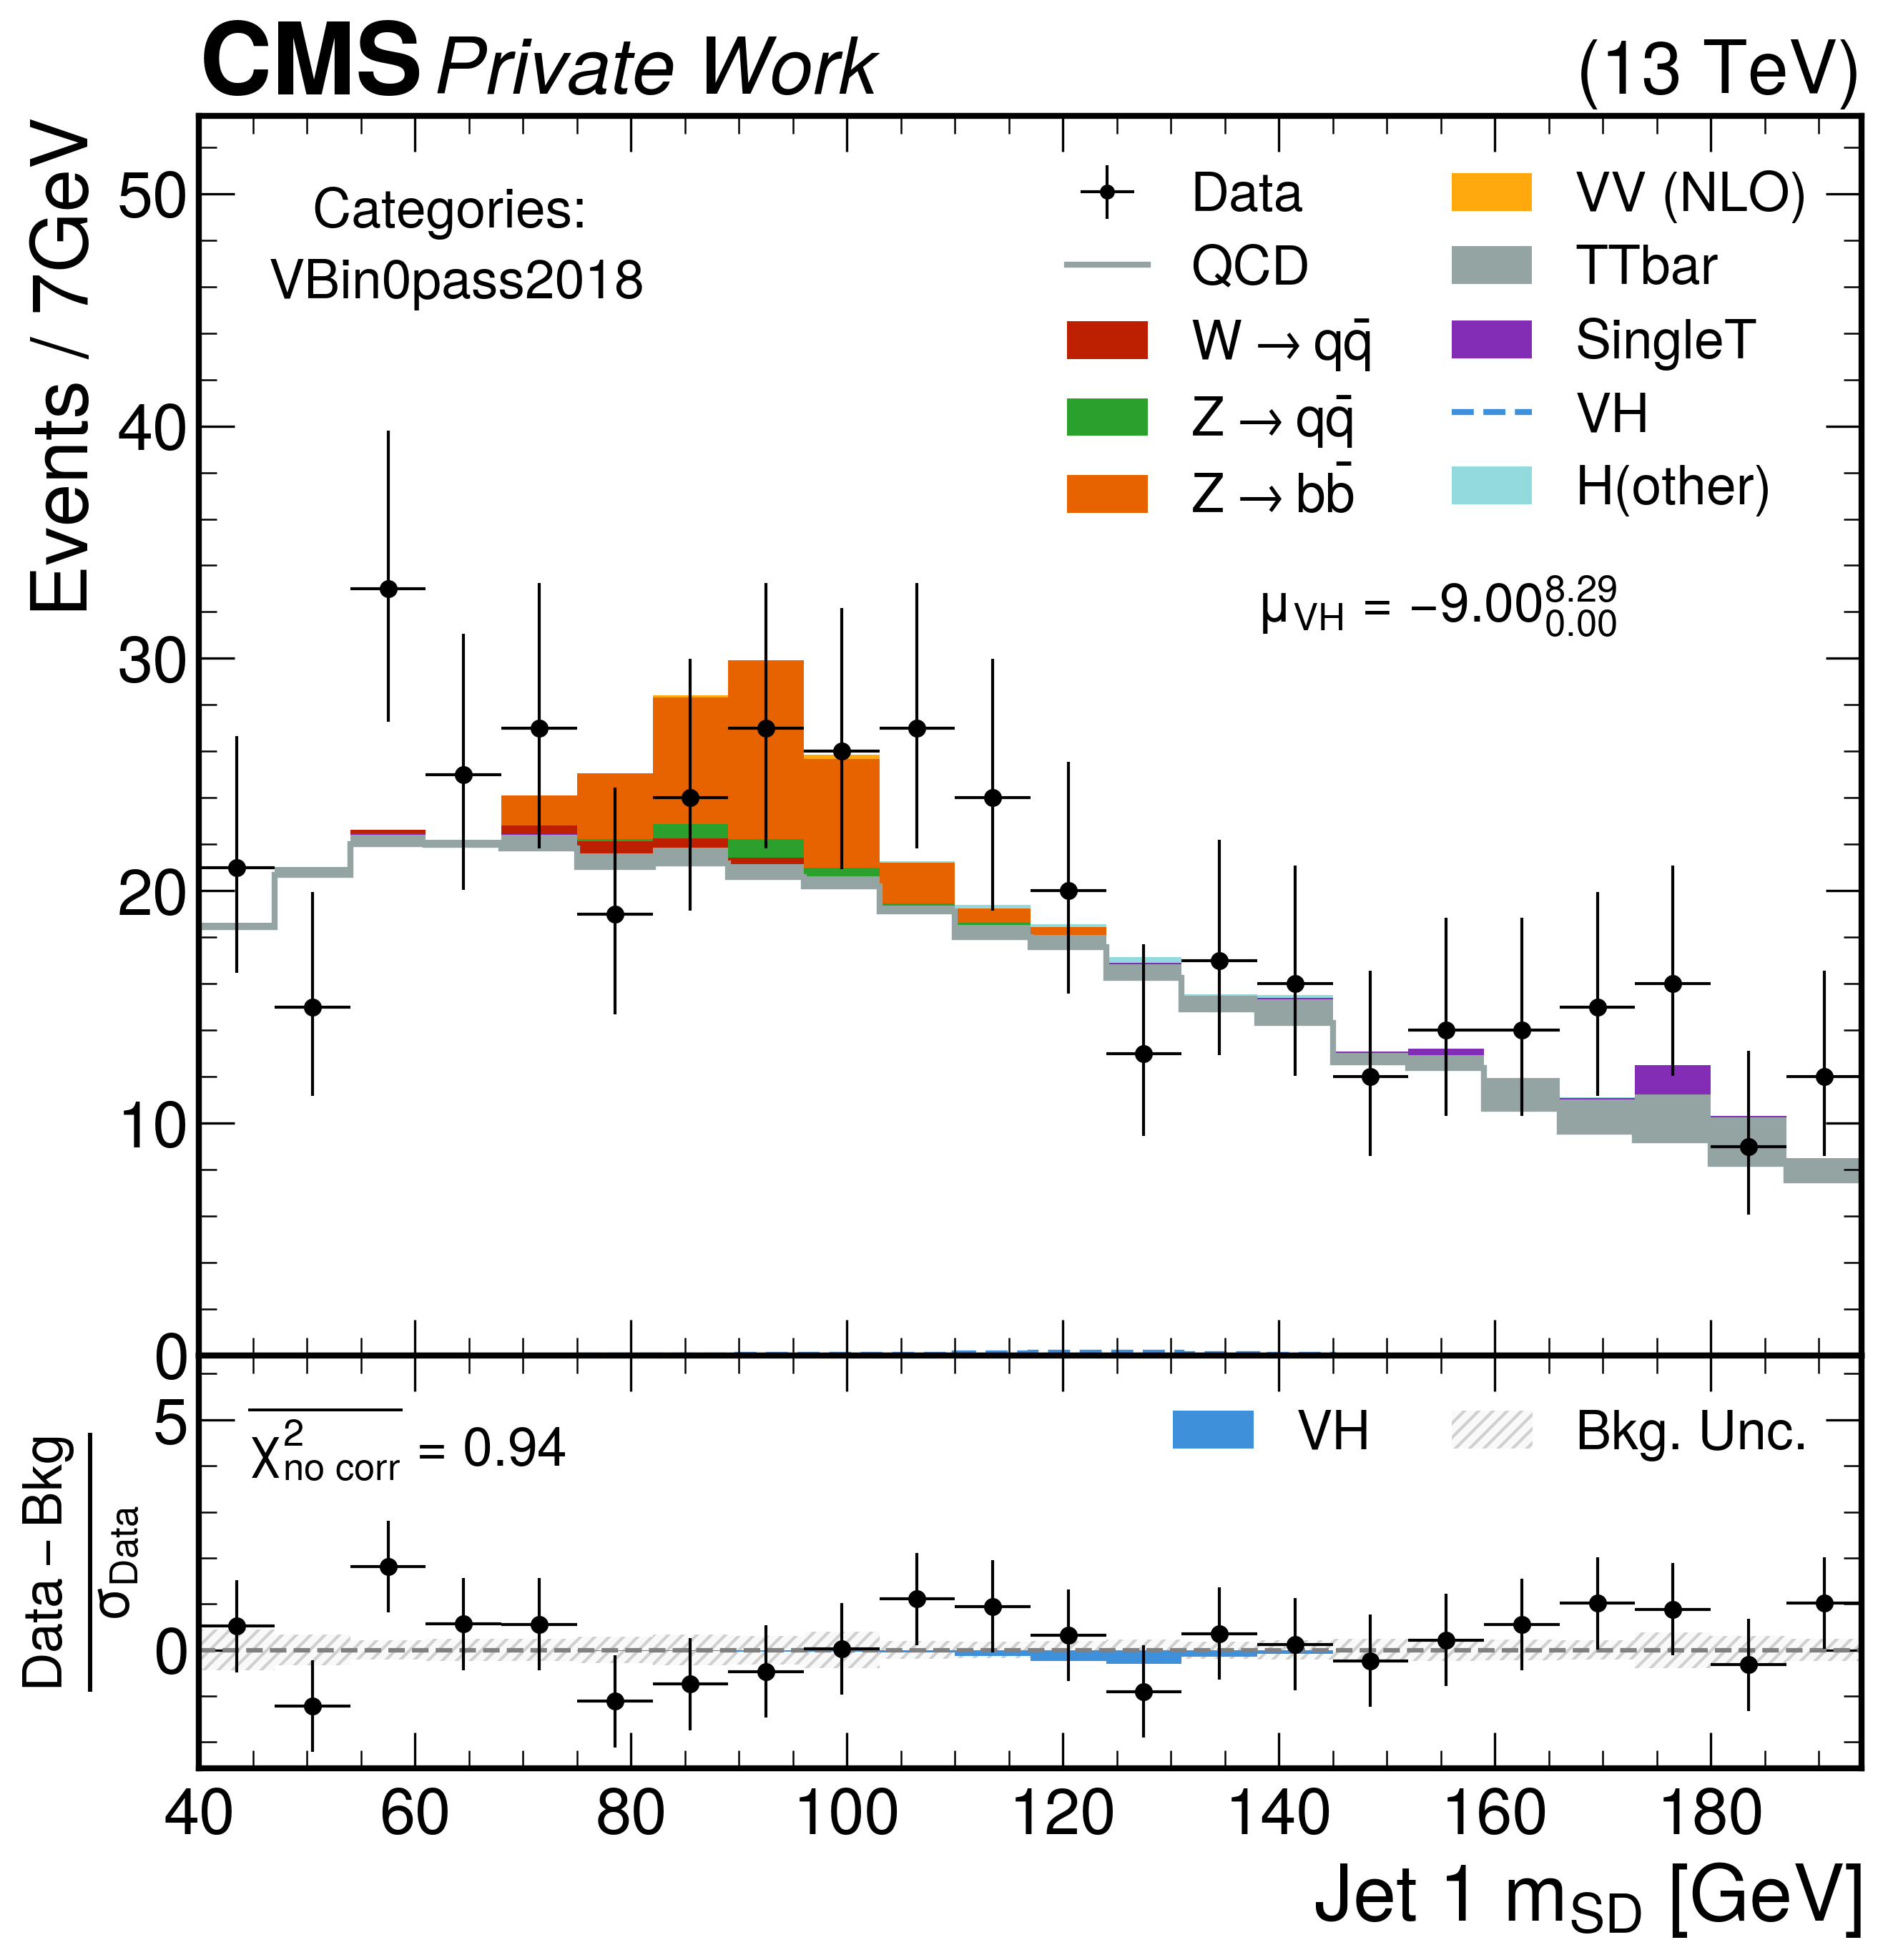 CMS Private Work (13 TeV)
Events / 7GeV
Categories:
VBin0pass2018
Data
QCD
W → qq̄
Z → qq̄
Z → bb̄
VV (NLO)
TTbar
SingleT
VH
H(other)
μ_VH = −9.00^8.29_0.00
50
40
30
20
10
0
Data − Bkg
σ_Data
χ²_no corr = 0.94
VH
Bkg. Unc.
5
0
40 60 80 100 120 140 160 180
Jet 1 m_SD [GeV]